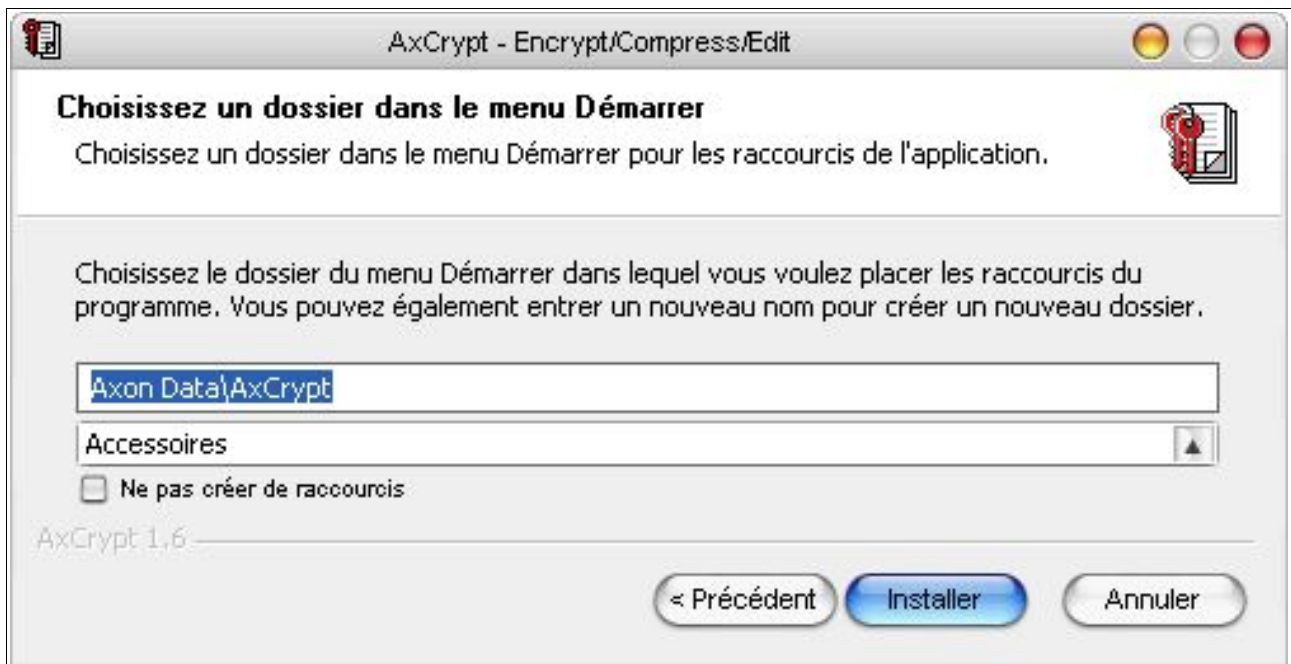 AxCrypt - Encrypt/Compress/Edit
Choisissez un dossier dans le menu Démarrer
Choisissez un dossier dans le menu Démarrer pour les raccourcis de l'application.
Choisissez le dossier du menu Démarrer dans lequel vous voulez placer les raccourcis du
programme. Vous pouvez également entrer un nouveau nom pour créer un nouveau dossier.
Axon Data\AxCrypt
Accessoires
Ne pas créer de raccourcis
AxCrypt 1.6
< Précédent Installer Annuler